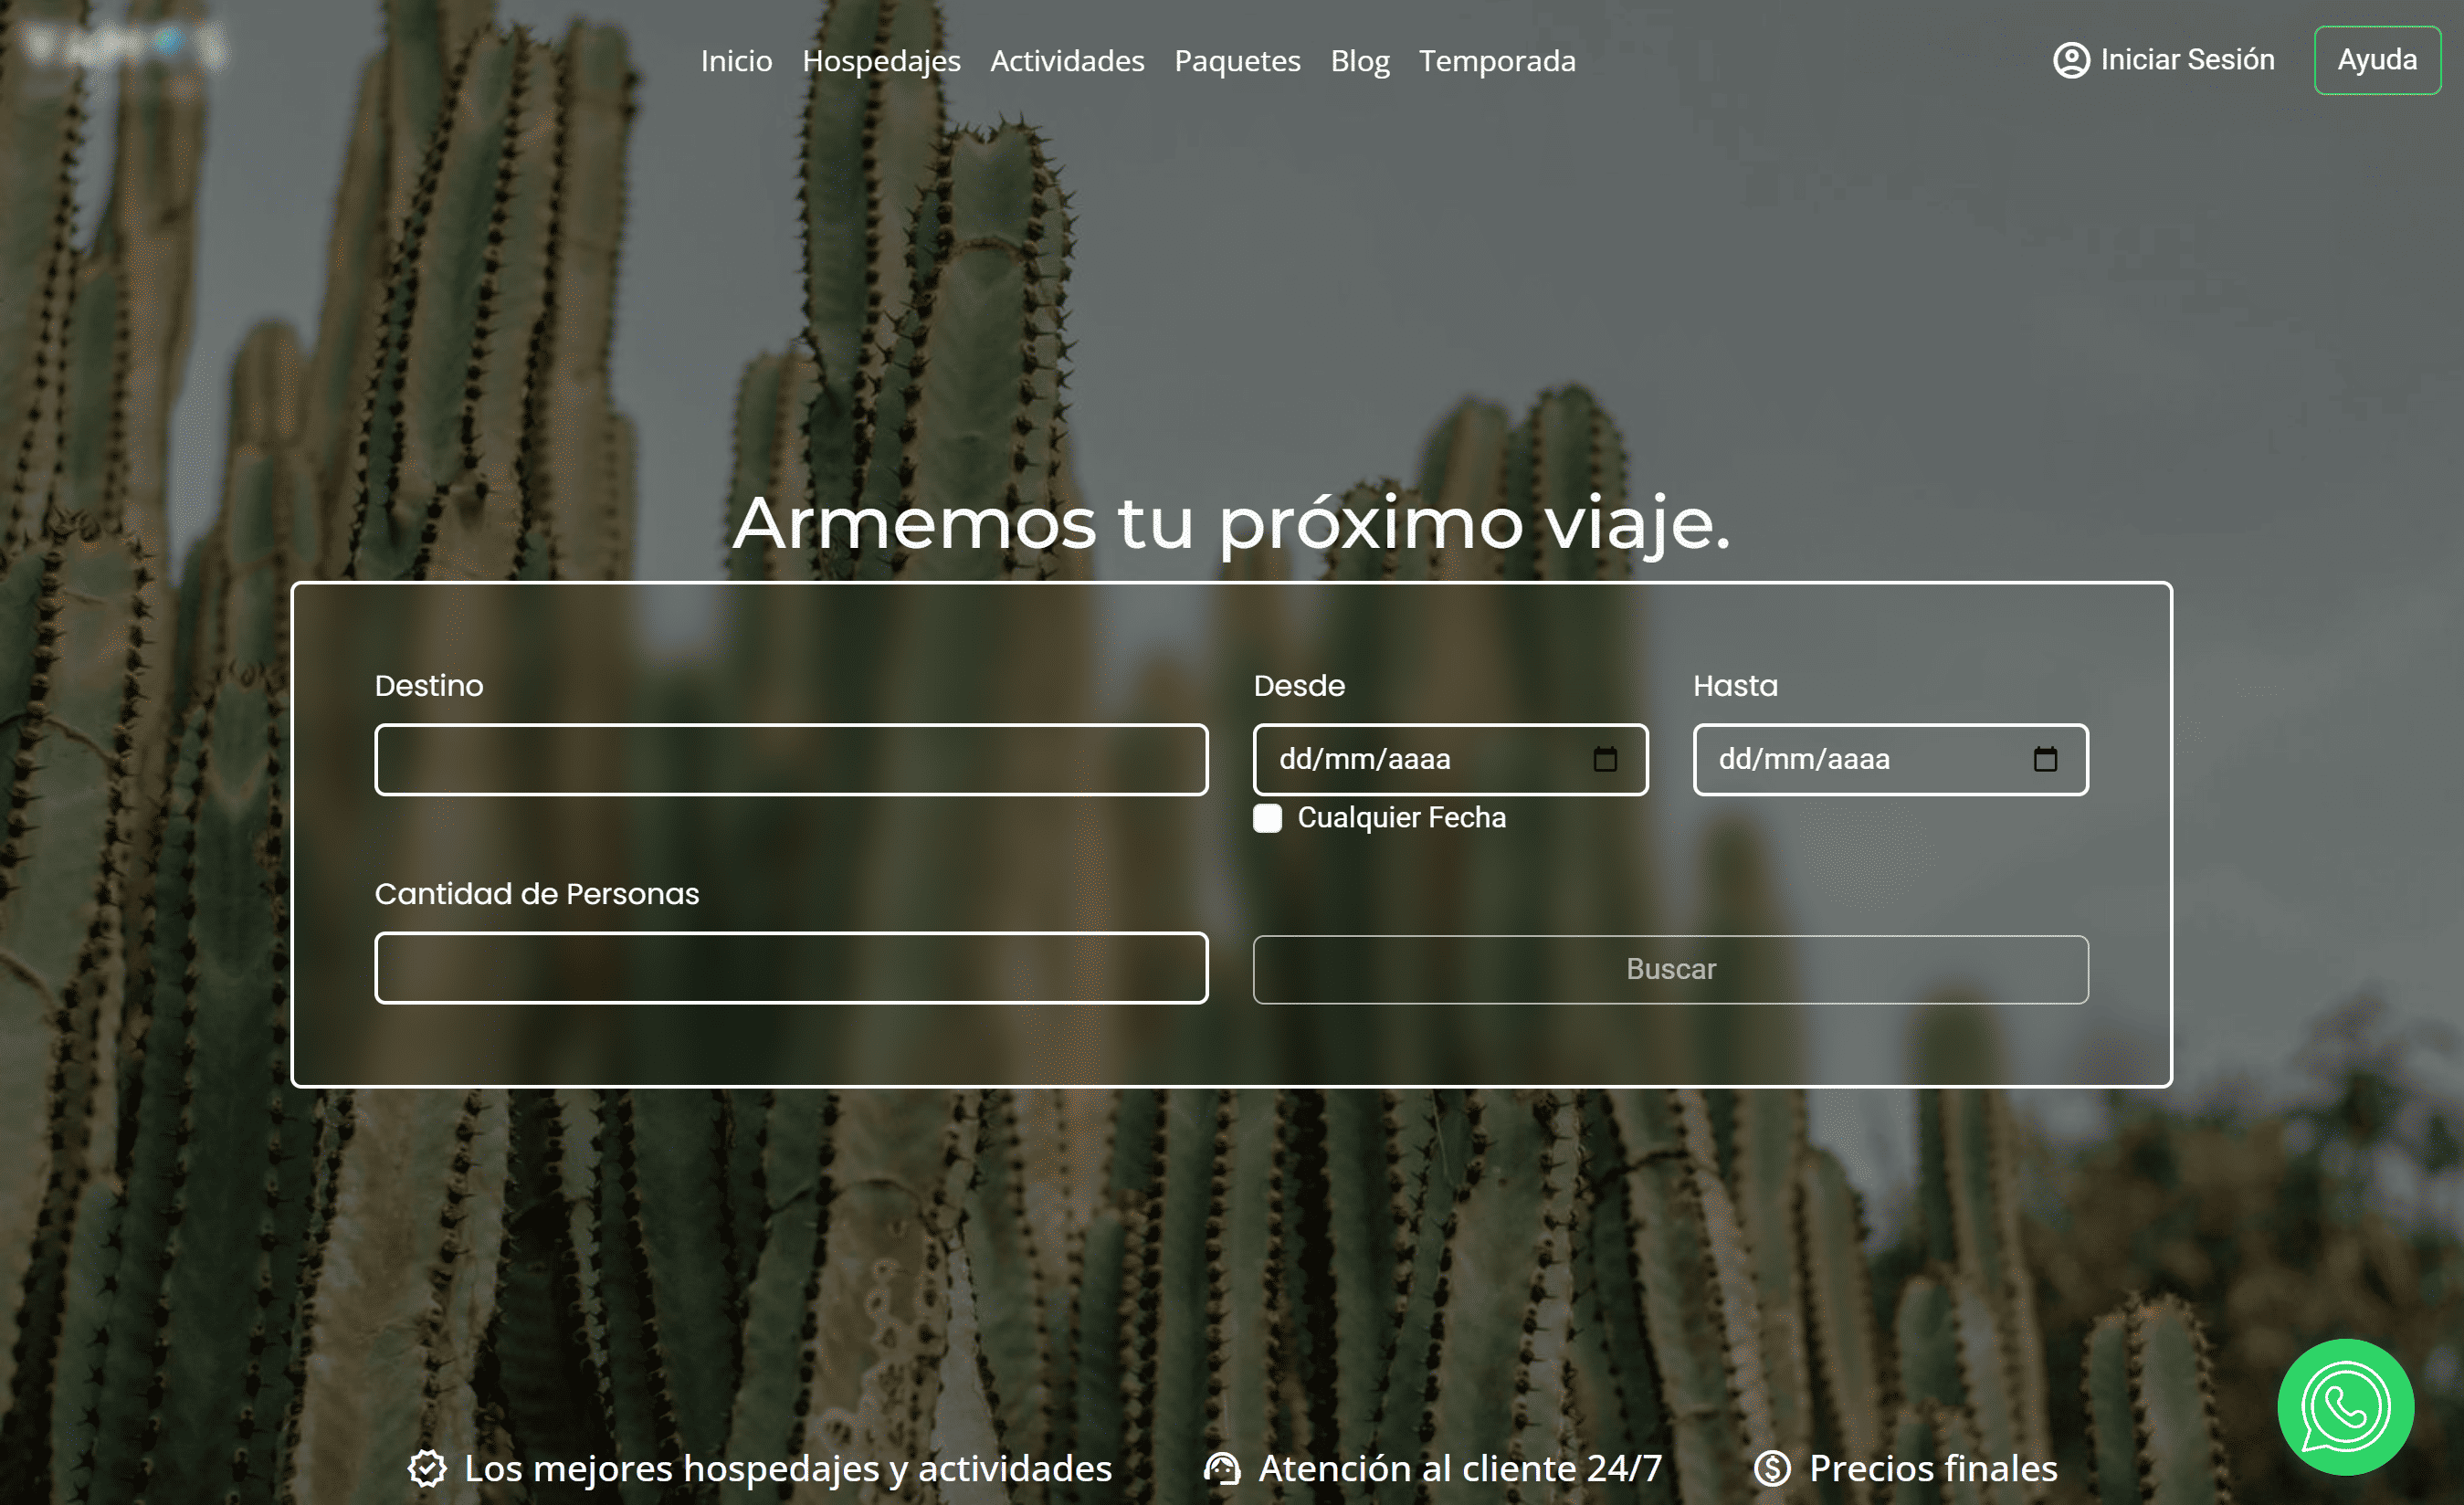 Inicio Hospedajes Actividades Paquetes Blog Temporada
Iniciar Sesión
Ayuda
Armemos tu próximo viaje.
Destino
Desde
Hasta
dd/mm/aaaa
dd/mm/aaaa
Cualquier Fecha
Cantidad de Personas
Buscar
Los mejores hospedajes y actividades
Atención al cliente 24/7
Precios finales